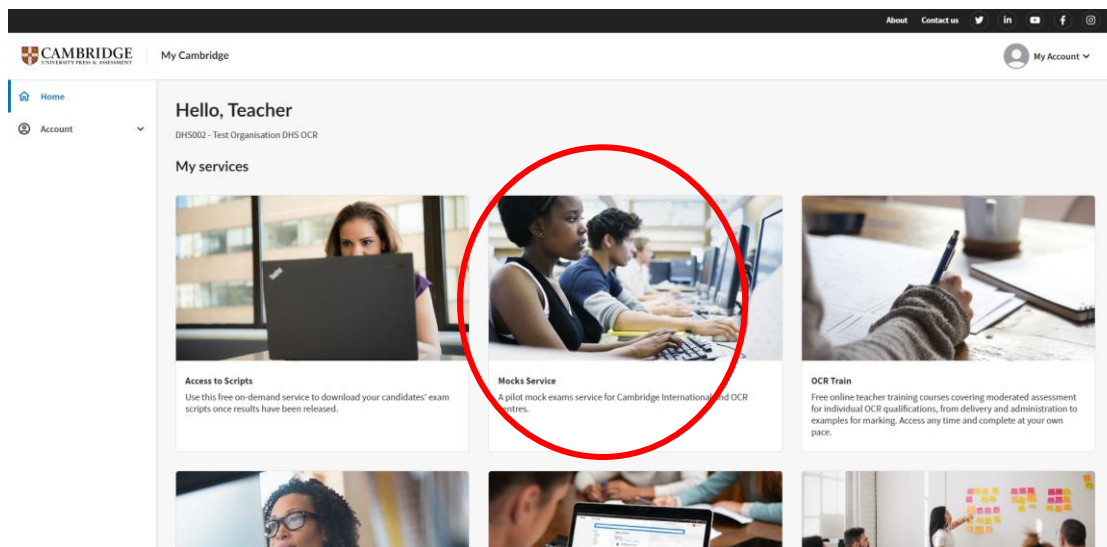 About Contact us
CAMBRIDGE
UNIVERSITY PRESS & ASSESSMENT
My Cambridge
My Account
Home
Account
Hello, Teacher
DHS002 - Test Organisation DHS OCR
My services
Access to Scripts
Use this free on-demand service to download your candidates' exam
scripts once results have been released.
Mocks Service
A pilot mock exams service for Cambridge International and OCR
centres.
OCR Train
Free online teacher training courses covering moderated assessment
for individual OCR qualifications, from delivery and administration to
examples for marking. Access any time and complete at your own
pace.